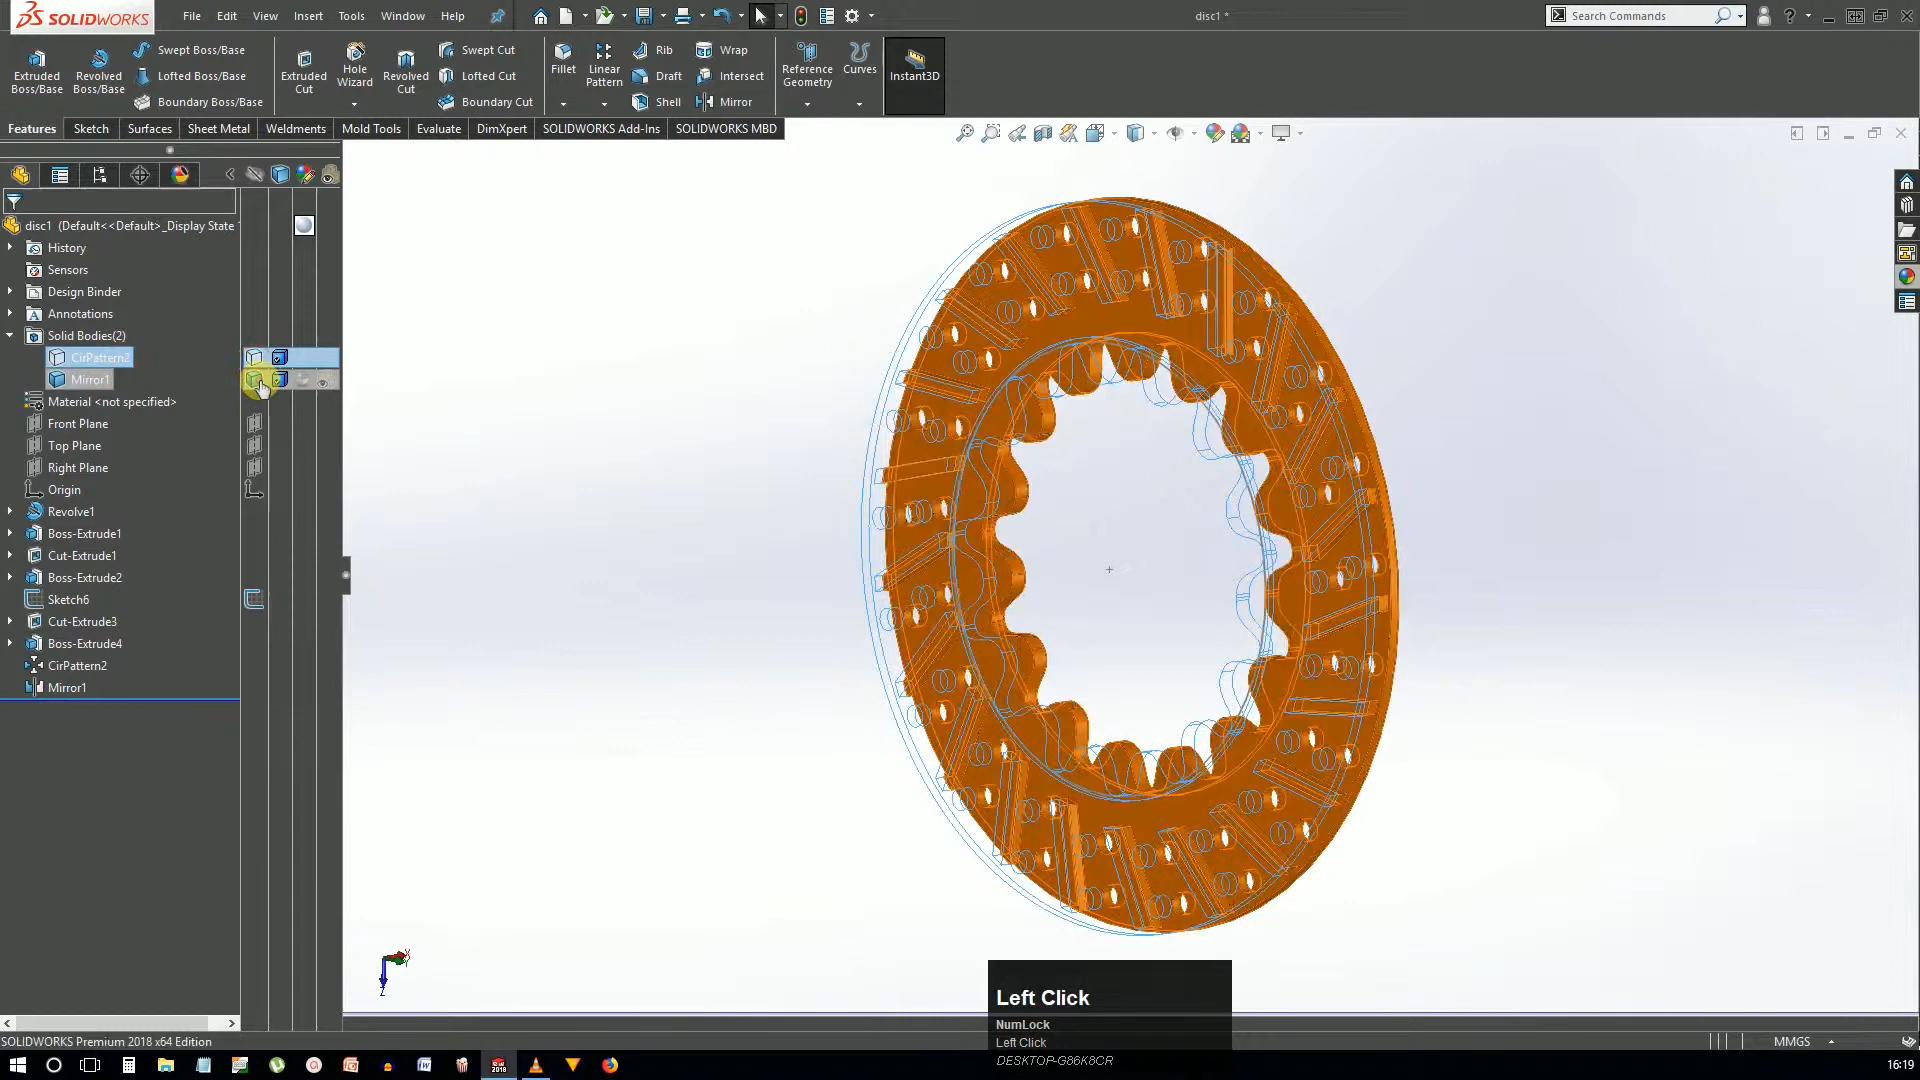 SOLIDWORKS
File Edit View Insert Tools Window Help
disc1 *
Search Commands
Extruded Boss/Base
Revolved Boss/Base
Swept Boss/Base
Lofted Boss/Base
Boundary Boss/Base
Extruded Cut
Hole Wizard
Revolved Cut
Swept Cut
Lofted Cut
Boundary Cut
Fillet
Linear Pattern
Rib
Draft
Shell
Wrap
Intersect
Mirror
Reference Geometry
Curves
Instant3D
Features Sketch Surfaces Sheet Metal Weldments Mold Tools Evaluate DimXpert SOLIDWORKS Add-Ins SOLIDWORKS MBD
disc1 (Default<<Default>_Display State
History
Sensors
Design Binder
Annotations
Solid Bodies(2)
CirPattern2
Mirror1
Material <not specified>
Front Plane
Top Plane
Right Plane
Origin
Revolve1
Boss-Extrude1
Cut-Extrude1
Boss-Extrude2
Sketch6
Cut-Extrude3
Boss-Extrude4
CirPattern2
Mirror1
Left Click
NumLock
Left Click
DESKTOP-G86K8CR
SOLIDWORKS Premium 2018 x64 Edition
MMGS
16:19